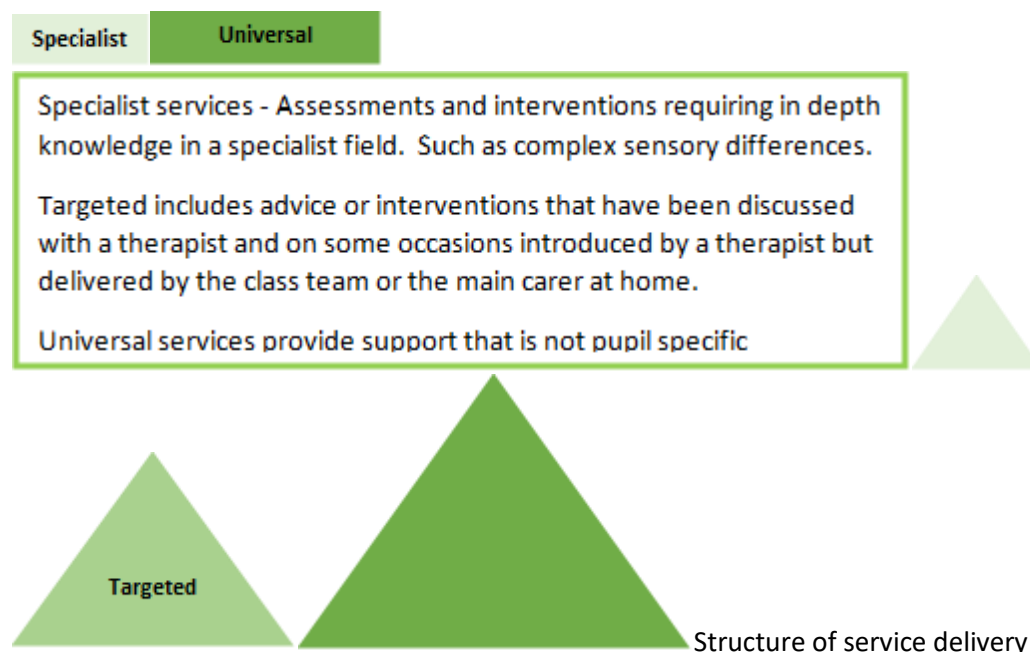 Specialist Universal
Specialist services - Assessments and interventions requiring in depth
knowledge in a specialist field.  Such as complex sensory differences.
Targeted includes advice or interventions that have been discussed
with a therapist and on some occasions introduced by a therapist but
delivered by the class team or the main carer at home.
Universal services provide support that is not pupil specific
Targeted
Structure of service delivery